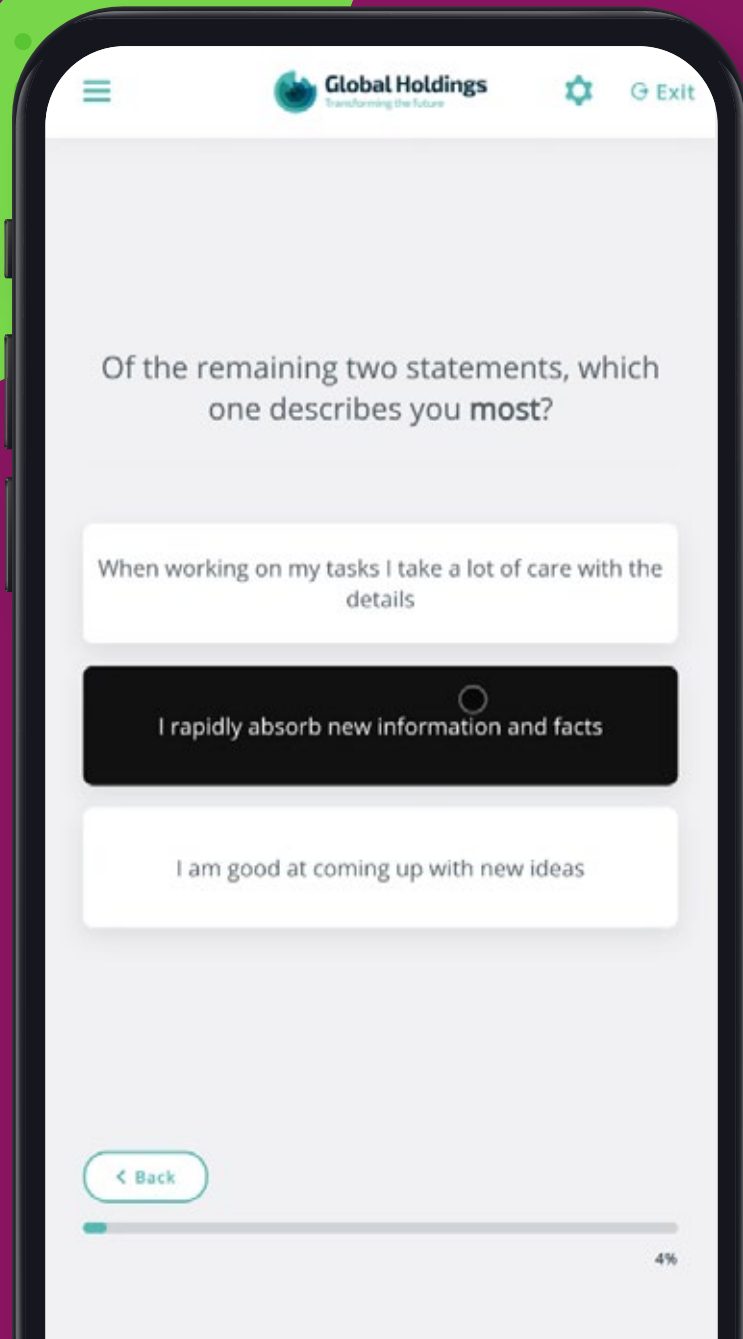 Global Holdings
Transforming the future
Exit
Of the remaining two statements, which
one describes you most?
When working on my tasks I take a lot of care with the
details
I rapidly absorb new information and facts
I am good at coming up with new ideas
Back
4%